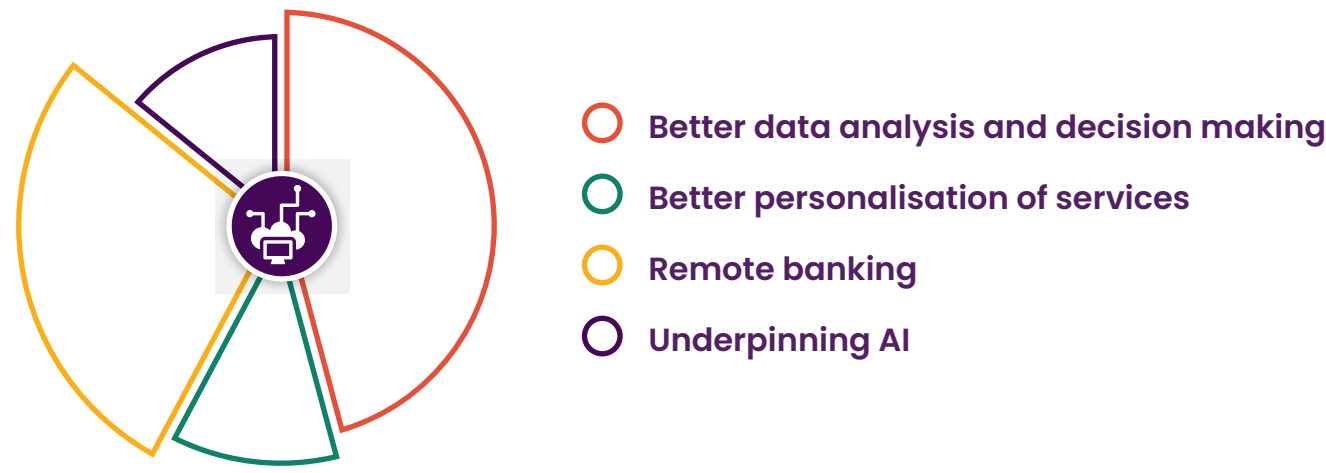 Better data analysis and decision making
Better personalisation of services
Remote banking
Underpinning AI